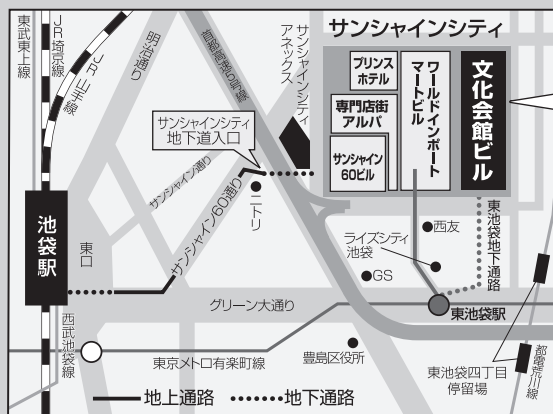 サンシャインシティ
東武東上線
JR埼京線
JR山手線
明治通り
首都高速5号線
サンシャインシティ
アネックス
プリンス
ホテル
専門店街
アルパ
サンシャイン
60ビル
ワールドインポート
マートビル
文化会館ビル
サンシャインシティ
地下道入口
サンシャイン通り
サンシャイン60通り
ニトリ
池袋駅
東口
西友
ライズシティ
池袋
GS
東池袋地下通路
グリーン大通り
東池袋駅
西武池袋線
東京メトロ有楽町線
豊島区役所
東池袋四丁目
停留場
都電荒川線
地上通路
地下通路